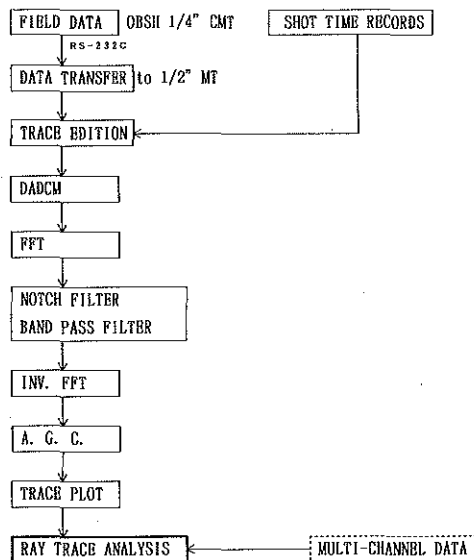 FIELD DATA OBSH 1/4" CMT
SHOT TIME RECORDS
RS-232C
DATA TRANSFER to 1/2" MT
TRACE EDITION
DADCM
FFT
NOTCH FILTER
BAND PASS FILTER
INV. FFT
A. G. C.
TRACE PLOT
RAY TRACE ANALYSIS
MULTI-CHANNEL DATA